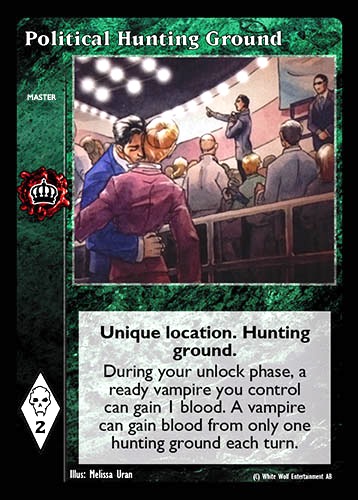 Political Hunting Ground
MASTER
Unique location. Hunting
ground.
During your unlock phase, a
ready vampire you control
can gain 1 blood. A vampire
can gain blood from only one
hunting ground each turn.
2
Illus: Melissa Uran
(C) White Wolf Entertainment AB